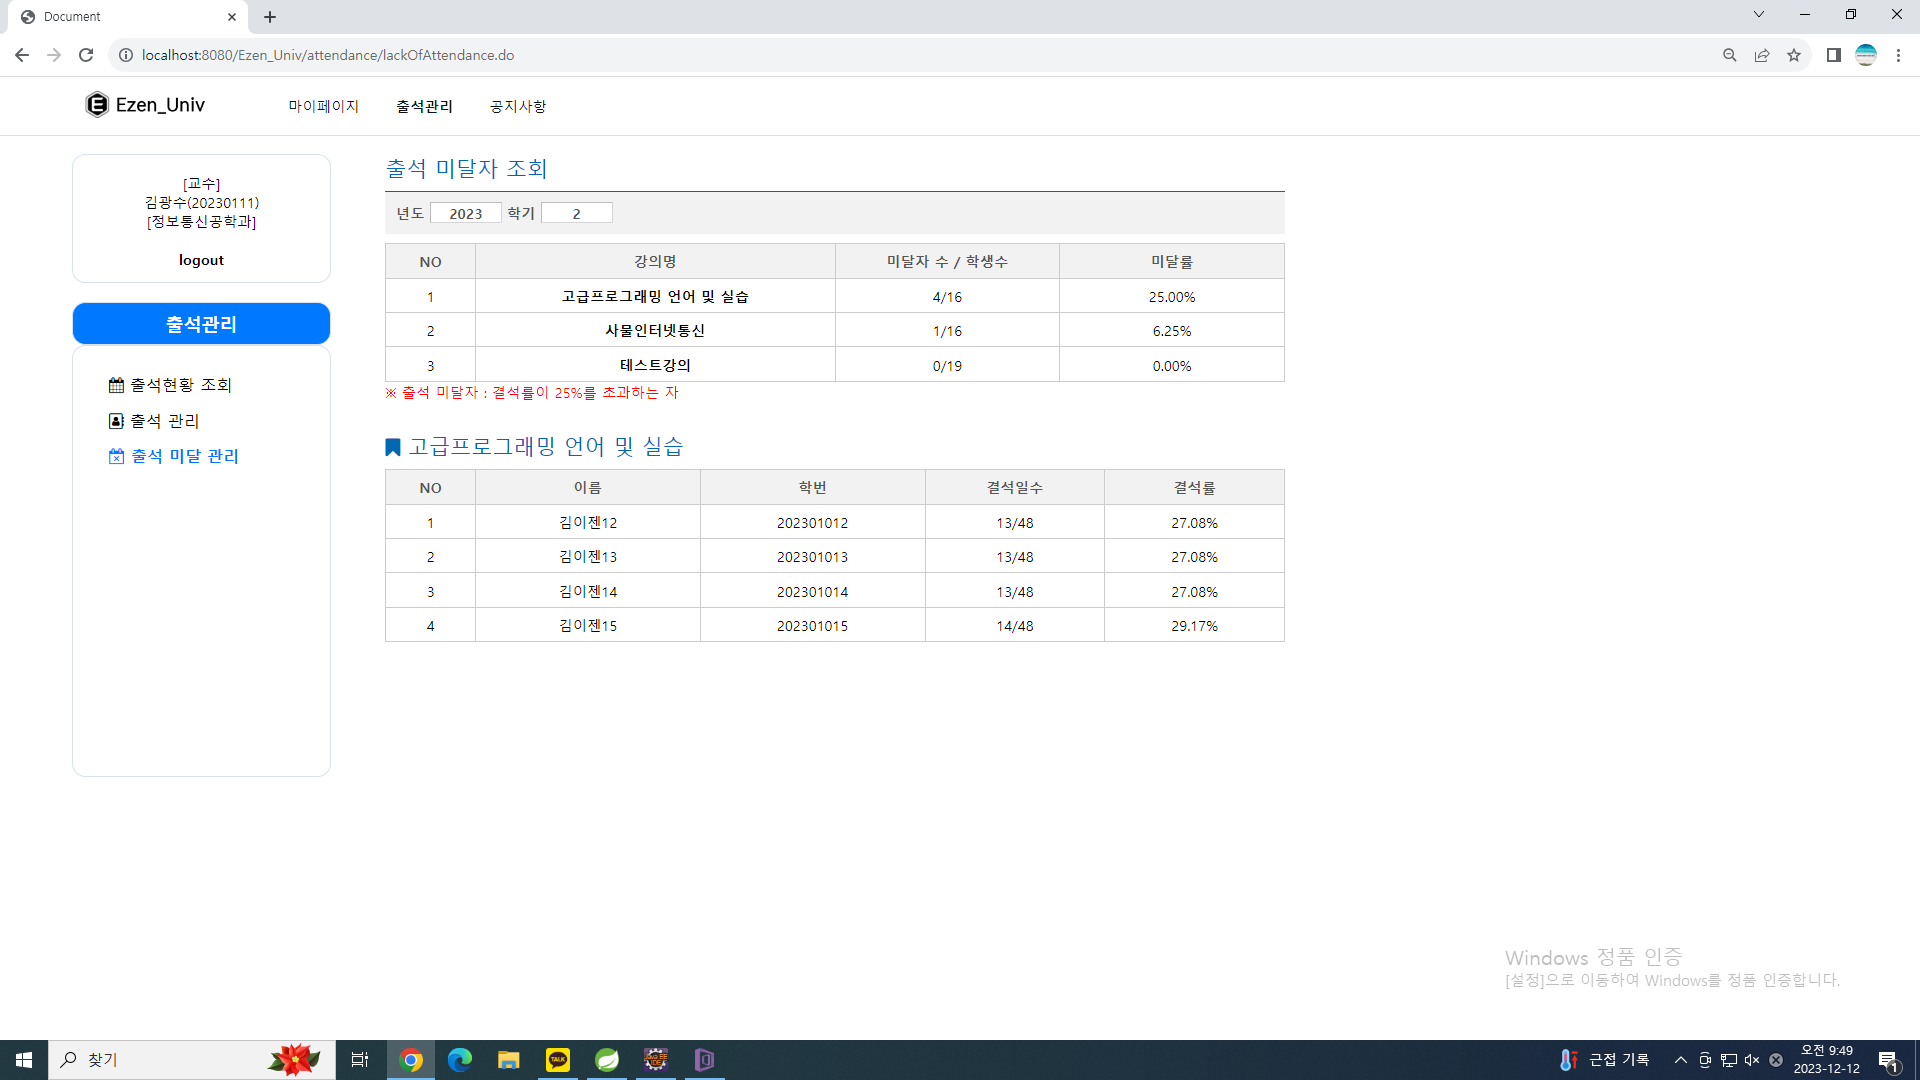 Document
localhost:8080/Ezen_Univ/attendance/lackOfAttendance.do
Ezen_Univ
마이페이지
출석관리
공지사항
[교수]
김광수(20230111)
[정보통신공학과]
logout
출석관리
출석현황 조회
출석 관리
출석 미달 관리
출석 미달자 조회
년도 2023 학기 2
NO 강의명 미달자 수 / 학생수 미달률
1 고급프로그래밍 언어 및 실습 4/16 25.00%
2 사물인터넷통신 1/16 6.25%
3 테스트강의 0/19 0.00%
※ 출석 미달자 : 결석률이 25%를 초과하는 자
고급프로그래밍 언어 및 실습
NO 이름 학번 결석일수 결석률
1 김이젠12 202301012 13/48 27.08%
2 김이젠13 202301013 13/48 27.08%
3 김이젠14 202301014 13/48 27.08%
4 김이젠15 202301015 14/48 29.17%
Windows 정품 인증
[설정]으로 이동하여 Windows를 정품 인증합니다.
찾기
TALK
Java EE
IDE
근접 기록
오전 9:49
2023-12-12
1